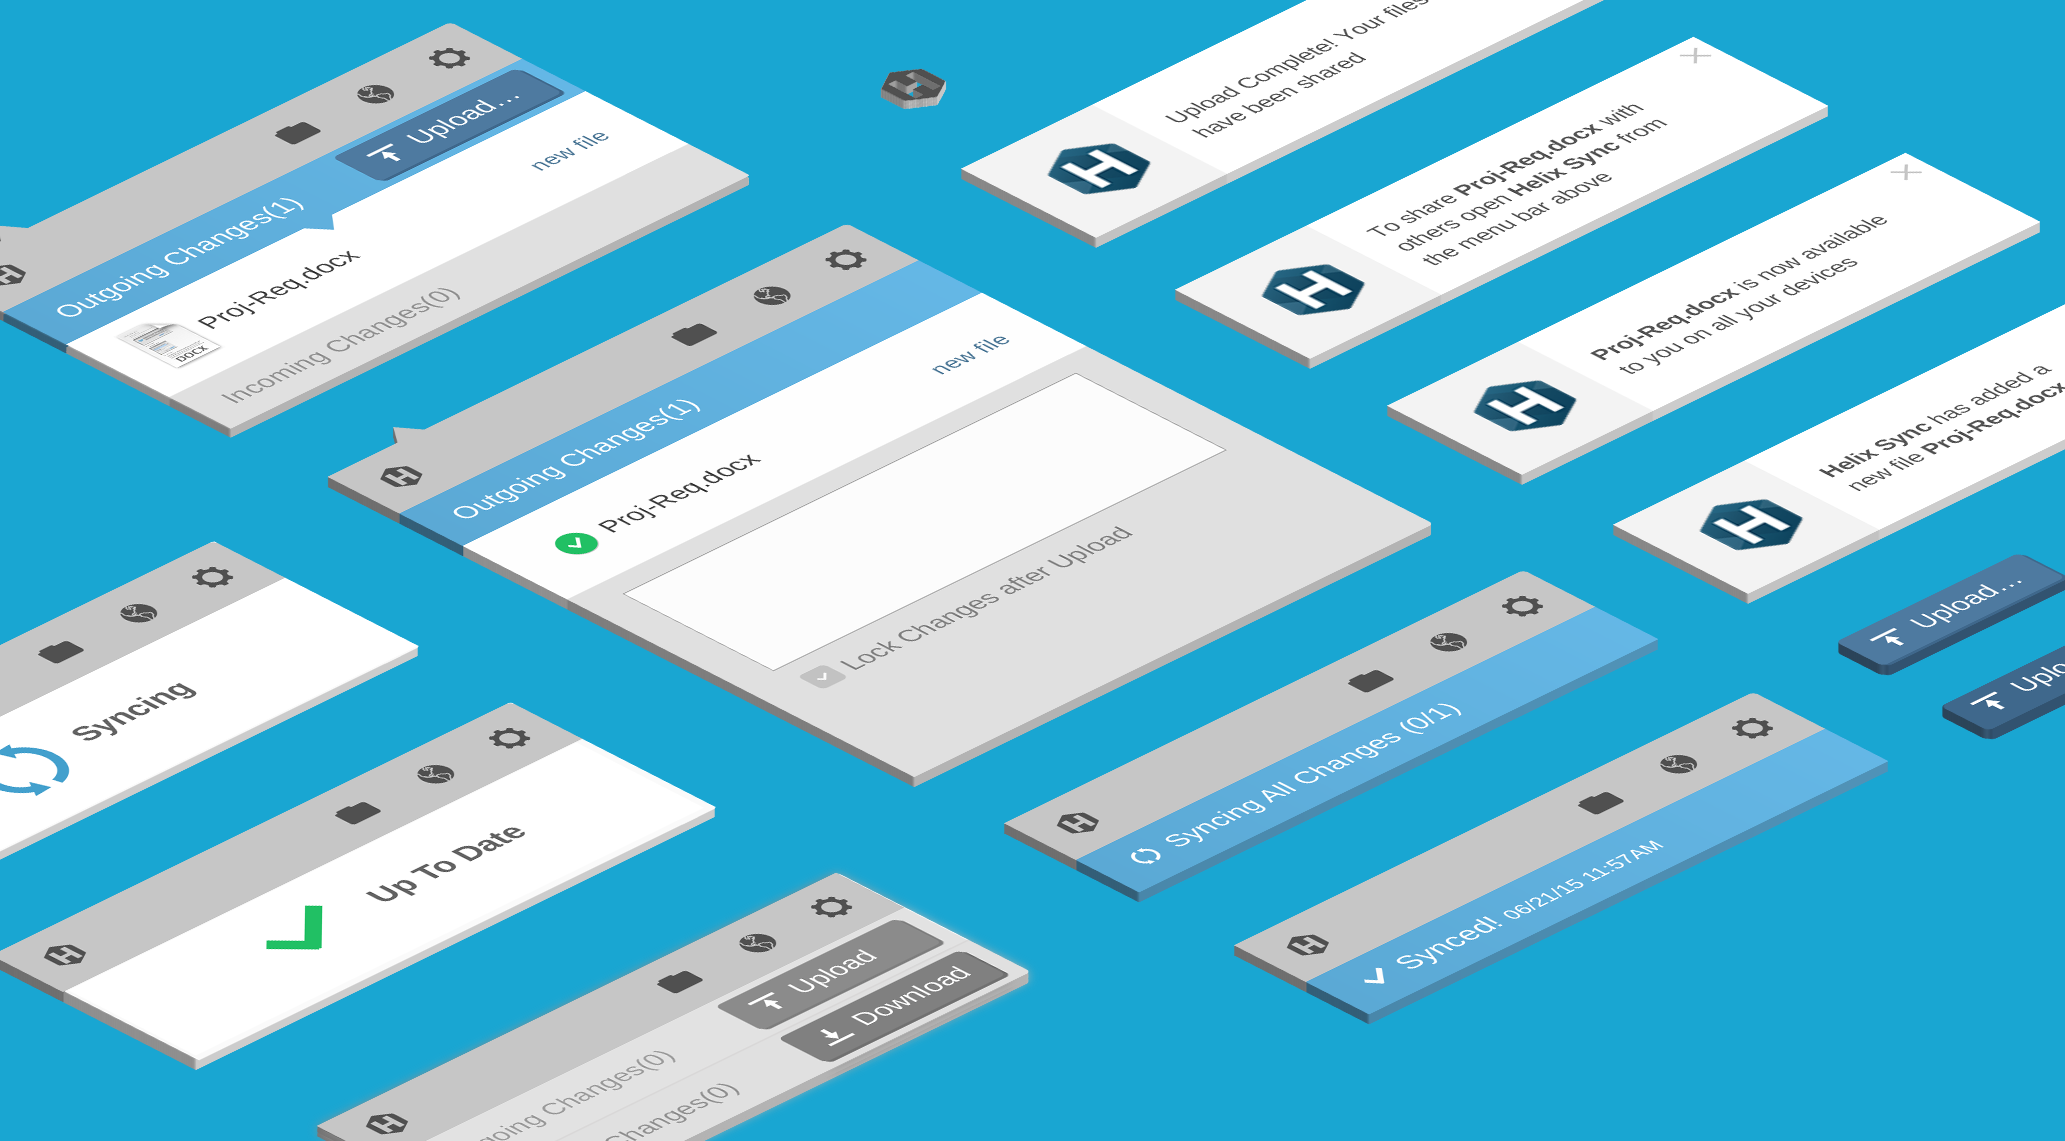 Upload...
Outgoing Changes(1)
new file
Proj-Req.docx
DOCX
Incoming Changes(0)
Upload Complete! Your files
have been shared
To share Proj-Req.docx with
others open Helix Sync from
the menu bar above
Proj-Req.docx is now available
to you on all your devices
Helix Sync has added a
new file Proj-Req.docx
Outgoing Changes(1)
new file
Proj-Req.docx
Lock Changes after Upload
Syncing
Up To Date
Upload
Download
going Changes(0)
Changes(0)
Syncing All Changes (0/1)
Synced! 06/21/15 11:57AM
Upload...
Uplo